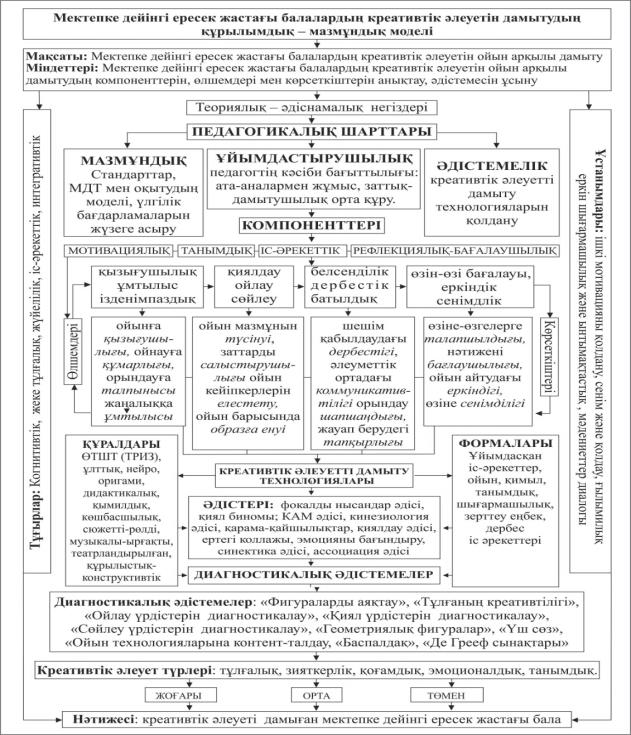 Мектепке дейінгі ересек жастағы балалардың креативтік әлеуетін дамытудың
құрылымдық – мазмұндық моделі
Мақсаты: Мектепке дейінгі ересек жастағы балалардың креативтік әлеуетін ойын арқылы дамыту
Міндеттері: Мектепке дейінгі ересек жастағы балалардың креативтік әлеуетін ойын арқылы
дамытудың компоненттерін, өлшемдері мен көрсеткіштерін анықтау, әдістемесін ұсыну
Тұғырлар: Когнитивтік, жеке тұлғалық, жүйелілік, іс-әрекеттік, интегративтік
Теориялық – әдіснамалық негіздері
ПЕДАГОГИКАЛЫҚ ШАРТТАРЫ
МАЗМҰНДЫҚ
Стандарттар,
МДТ мен оқытудың
моделі, үлгілік
бағдарламаларын
жүзеге асыру
ҰЙЫМДАСТЫРУШЫЛЫҚ
педагогтің кәсіби бағыттылығы:
ата-аналармен жұмыс, заттық-
дамытушылық орта құру.
ӘДІСТЕМЕЛІК
креативтік әлеуетті
дамыту
технологияларын
қолдану
Ұстанымдары: ішкі мотивацияны қолдау, сенім және қолдау, ғылымилық
еркін шығармашылық және ынтымақтастық, мәдениеттер диалогы
КОМПОНЕНТТЕРІ
МОТИВАЦИЯЛЫҚ
ТАНЫМДЫҚ
ІС-ӘРЕКЕТТІК
РЕФЛЕКЦИЯЛЫҚ-БАҒАЛАУШЫЛЫҚ
қызығушылық
ұмтылыс
ізденімпаздық
қиялдау
ойлау
сөйлеу
белсенділік
дербестік
батылдық
өзін-өзі бағалауы,
еркіндік
сенімдлік
Өлшемдері
ойынға
қызығушы-
лығы, ойнауға
құмарлығы,
орындауға
талпынысы
жаңалыққа
ұмтылысы
ойын мазмұнын
түсінуі,
заттарды
салыстырушы-
лығы ойын
кейіпкерлерін
елестету,
ойын барысында
образға енуі
шешім
қабылдаудағы
дербестігі,
әлеуметтік
ортадағы
коммуникатив-
тілігі орындау
шапшаңдығы,
жауап берудегі
тапқырлығы
өзіне-өзгелерге
талапшылдығы,
нәтижені
бағлаушылығы,
ойын айтудағы
еркіндігі,
өзіне сенімділігі
Көрсеткіштері
ҚҰРАЛДАРЫ
ӨТШТ (ТРИЗ),
ұлттық, нейро,
оригами,
дидактикалық,
қымылдық,
көшбасшылық,
сюжетті-рөлді,
музыкалы-ырғақты,
театрландырылған,
құрылыстық-
конструктивтік
КРЕАТИВТІК ӘЛЕУЕТТІ ДАМЫТУ
ТЕХНОЛОГИЯЛАРЫ
ӘДІСТЕРІ: фокалды нысандар әдісі,
қиял биномы; КАМ әдісі, кинезиология
әдісі, қарама-қайшылықтар, қиялдау әдісі,
ертегі коллажы, эмоцияны бағындыру,
синектика әдісі, ассоциация әдісі
ФОРМАЛАРЫ
Ұйымдасқан
іс-әрекеттер,
ойын, қимыл,
танымдық,
шығармашылық,
зерттеу еңбек,
дербес
іс әрекеттері
ДИАГНОСТИКАЛЫҚ ӘДІСТЕМЕЛЕР
Диагностикалық әдістемелер: «Фигураларды аяқтау», «Тұлғаның креативтілігі»,
«Ойлау үрдістерін диагностикалау», «Қиял үрдістерін диагностикалау»,
«Сөйлеу үрдістерін диагностикалау», «Геометриялық фигуралар», «Үш сөз»,
«Ойын технологияларына контент-талдау, «Баспалдақ», «Де Грееф сынақтары»
Креативтік әлеует түрлері: тұлғалық, зияткерлік, қоғамдық, эмоционалдық, танымдық.
ЖОҒАРЫ
ОРТА
ТӨМЕН
Нәтижесі: креативтік әлеуеті дамыған мектепке дейінгі ересек жастағы бала